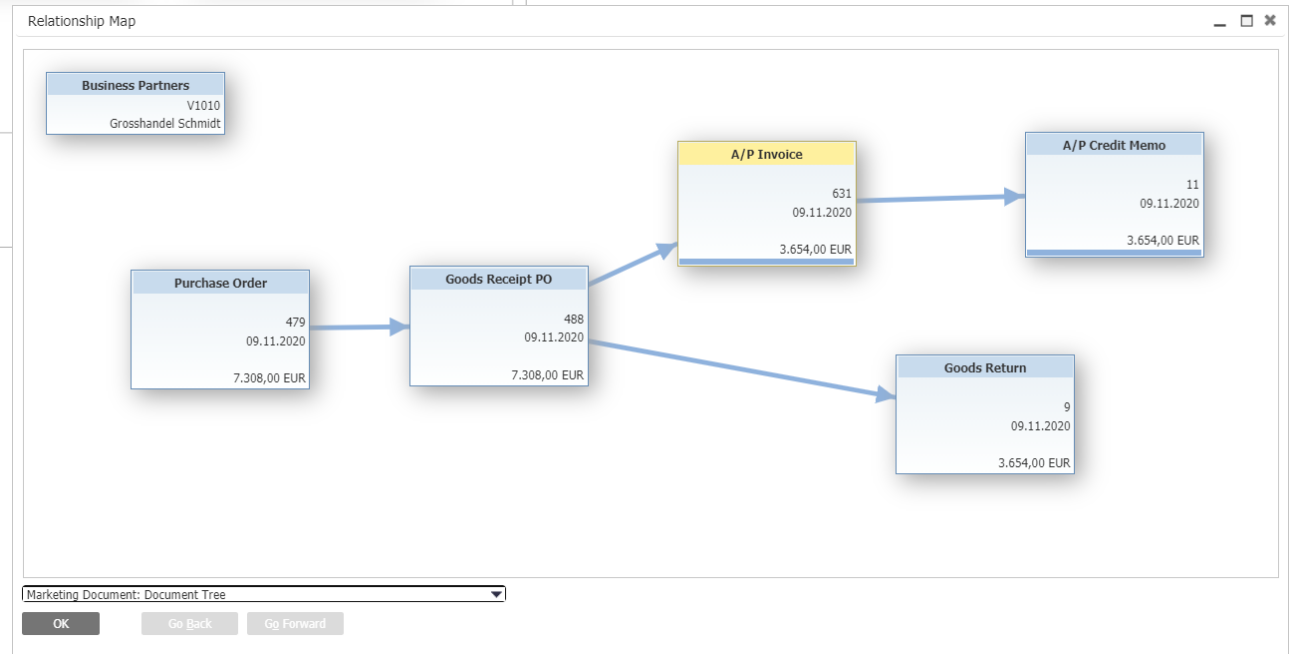 Relationship Map
Business Partners
V1010
Grosshandel Schmidt
A/P Invoice
631
09.11.2020
3.654,00 EUR
A/P Credit Memo
11
09.11.2020
3.654,00 EUR
Purchase Order
479
09.11.2020
7.308,00 EUR
Goods Receipt PO
488
09.11.2020
7.308,00 EUR
Goods Return
9
09.11.2020
3.654,00 EUR
Marketing Document: Document Tree
OK
Go Back
Go Forward